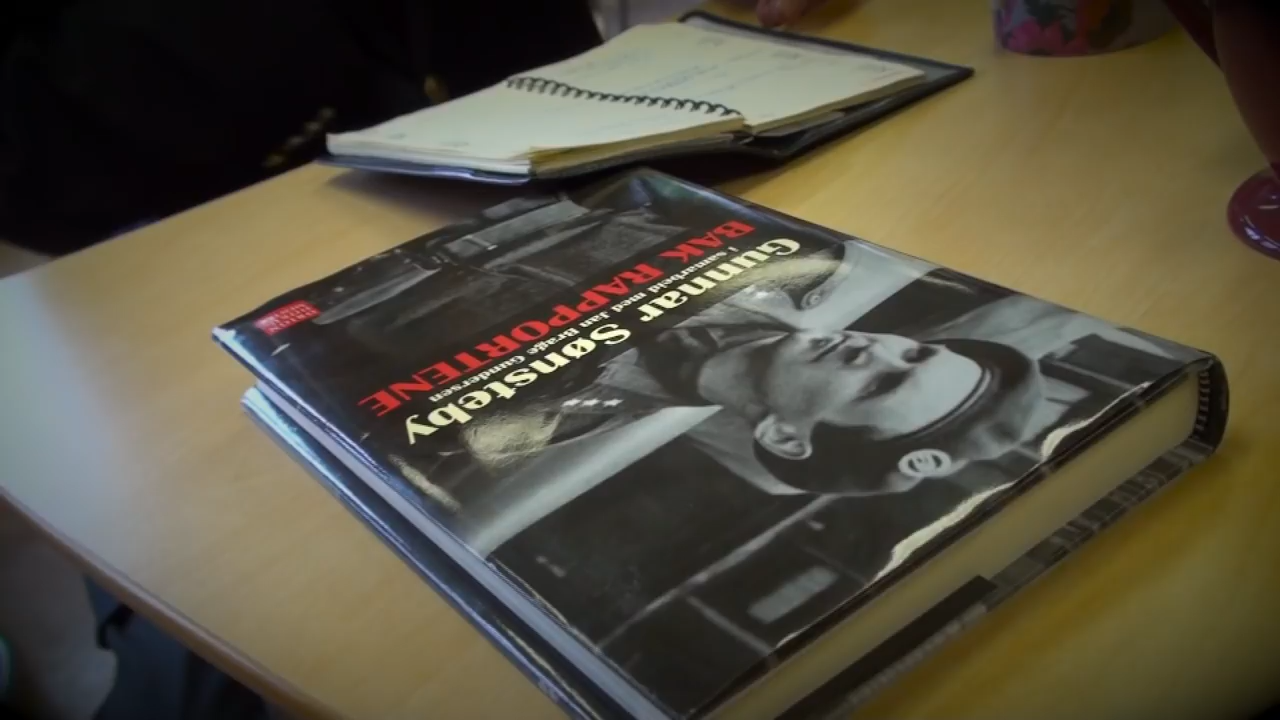 Gunnar Sønsteby
i samarbeid med Jan Brage Gundersen
BAK RAPPORTENE